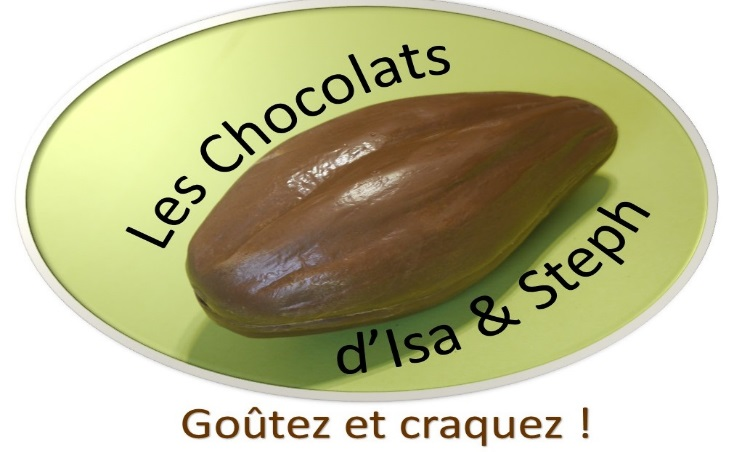 Les Chocolats
d'Isa & Steph
Goûtez et craquez !